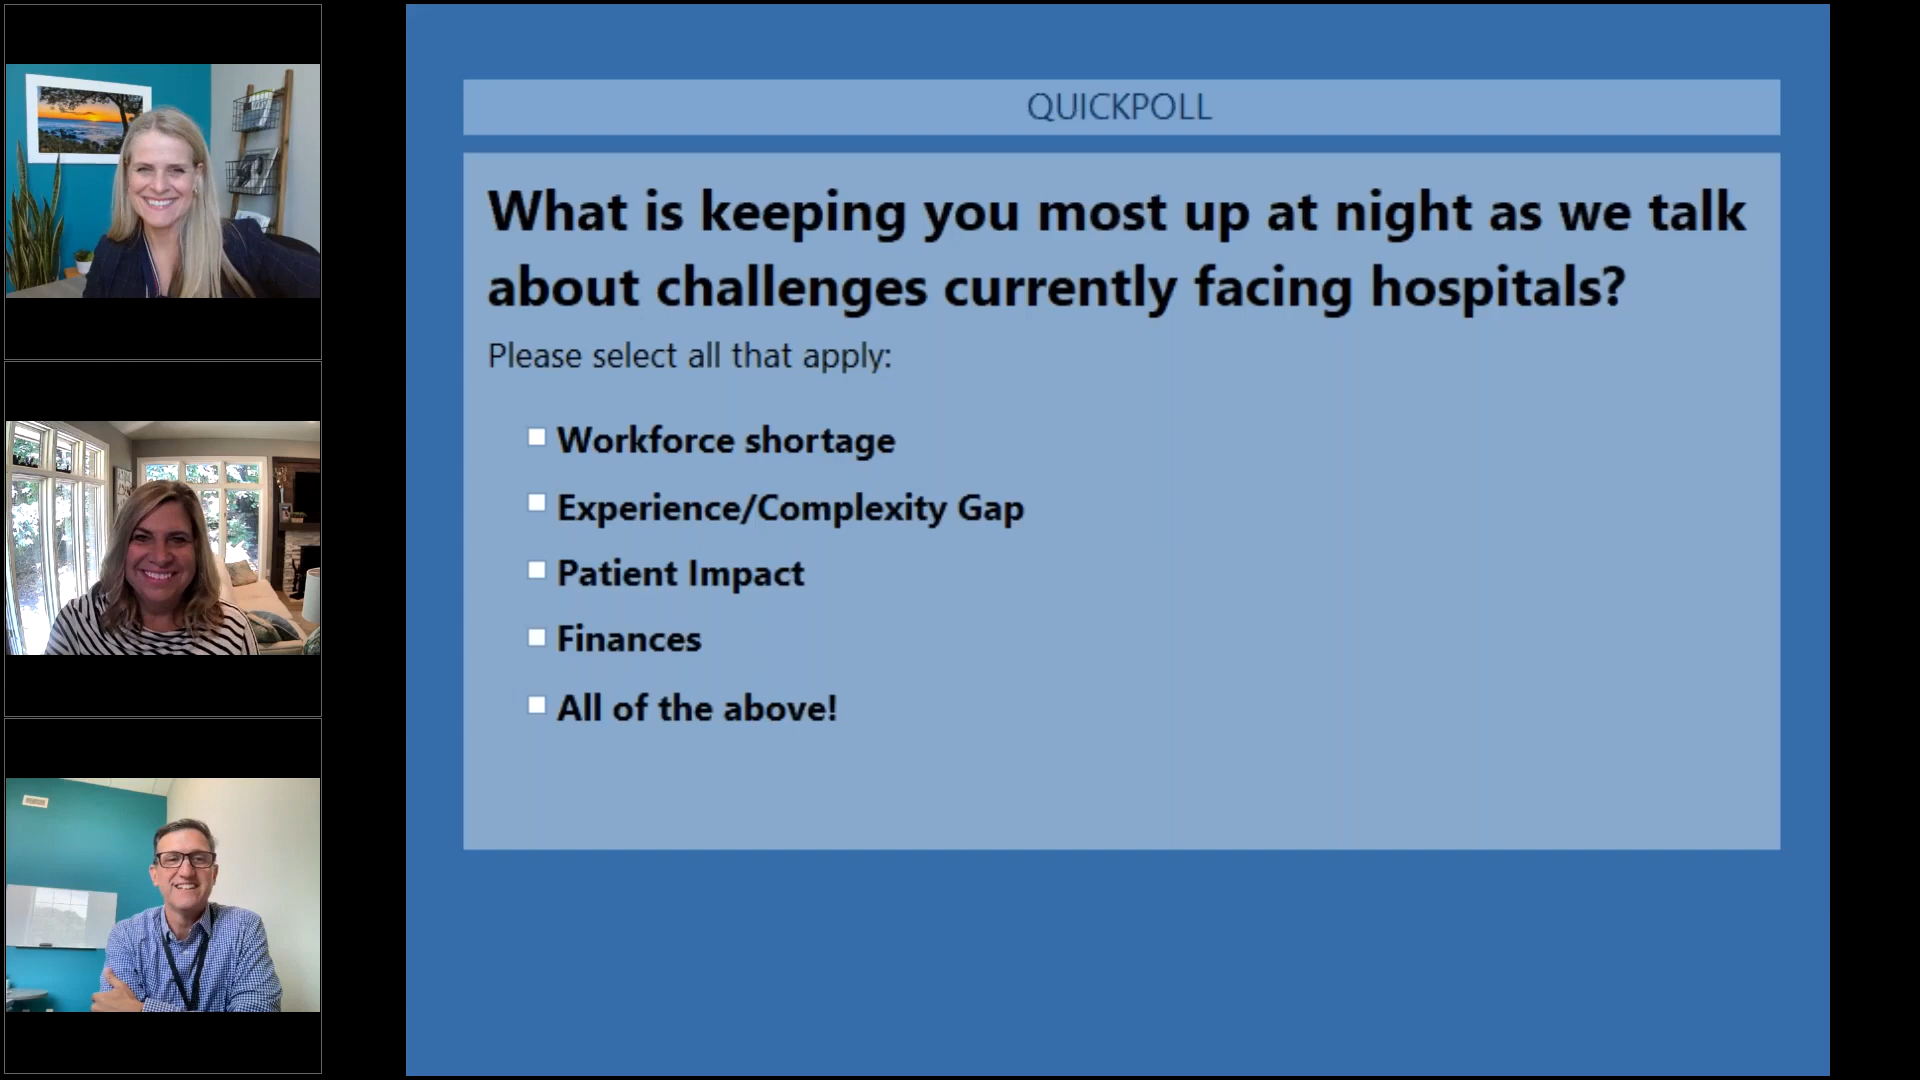 QUICKPOLL
What is keeping you most up at night as we talk
about challenges currently facing hospitals?
Please select all that apply:
Workforce shortage
Experience/Complexity Gap
Patient Impact
Finances
All of the above!